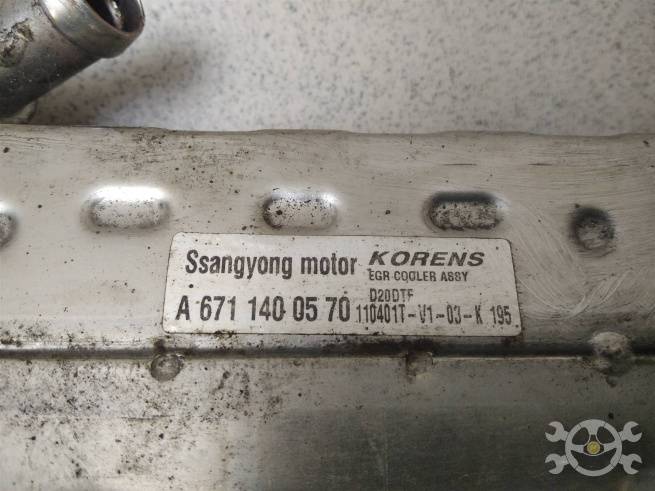 Ssangyong motor KORENS
EGR COOLER ASSY
D20DTF
A 671 140 05 70 110401T-V1-03-K 195